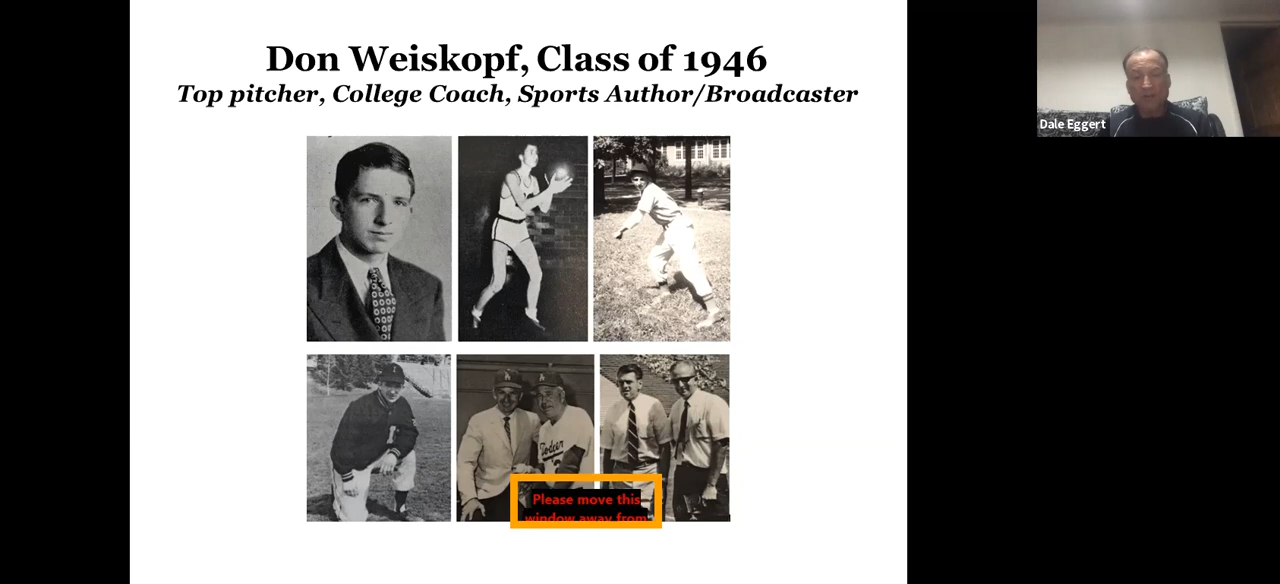 Don Weiskopf, Class of 1946
Top pitcher, College Coach, Sports Author/Broadcaster
Dale Eggert
Dodgers
Please move this
window away from